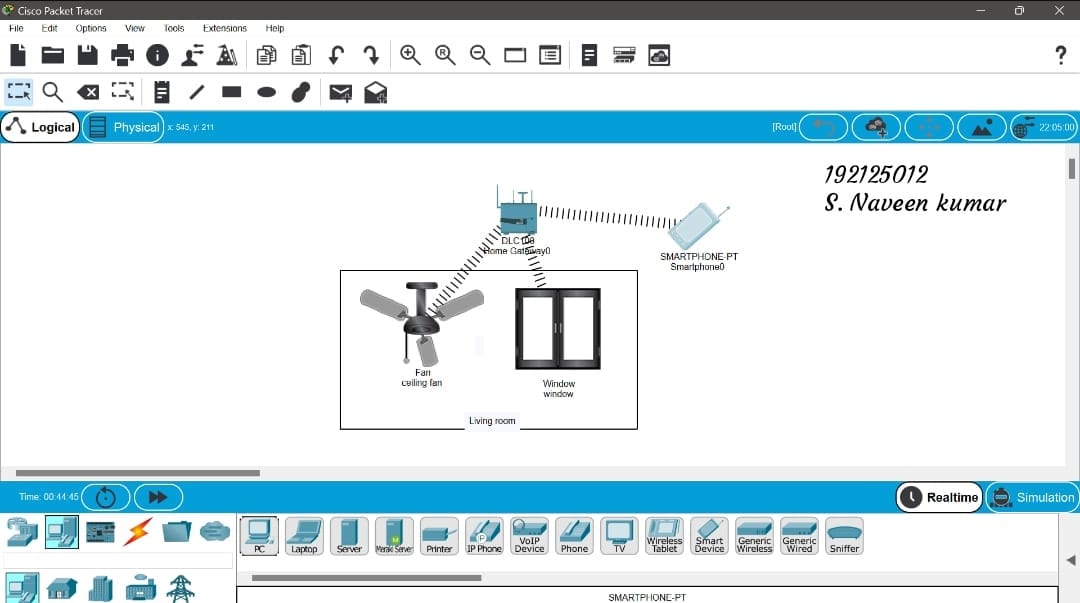 Cisco Packet Tracer
File Edit Options View Tools Extensions Help
Logical Physical x: 545, y: 211 [Root] 22:05:00
192125012
S. Naveen kumar
DLC100
Home Gateway0
SMARTPHONE-PT
Smartphone0
Fan
ceiling fan
Window
window
Living room
Time: 00:44:45 Realtime Simulation
PC Laptop Server Meraki Server Printer IP Phone VoIP Device Phone TV Wireless Tablet Smart Device Generic Wireless Generic Wired Sniffer
SMARTPHONE-PT